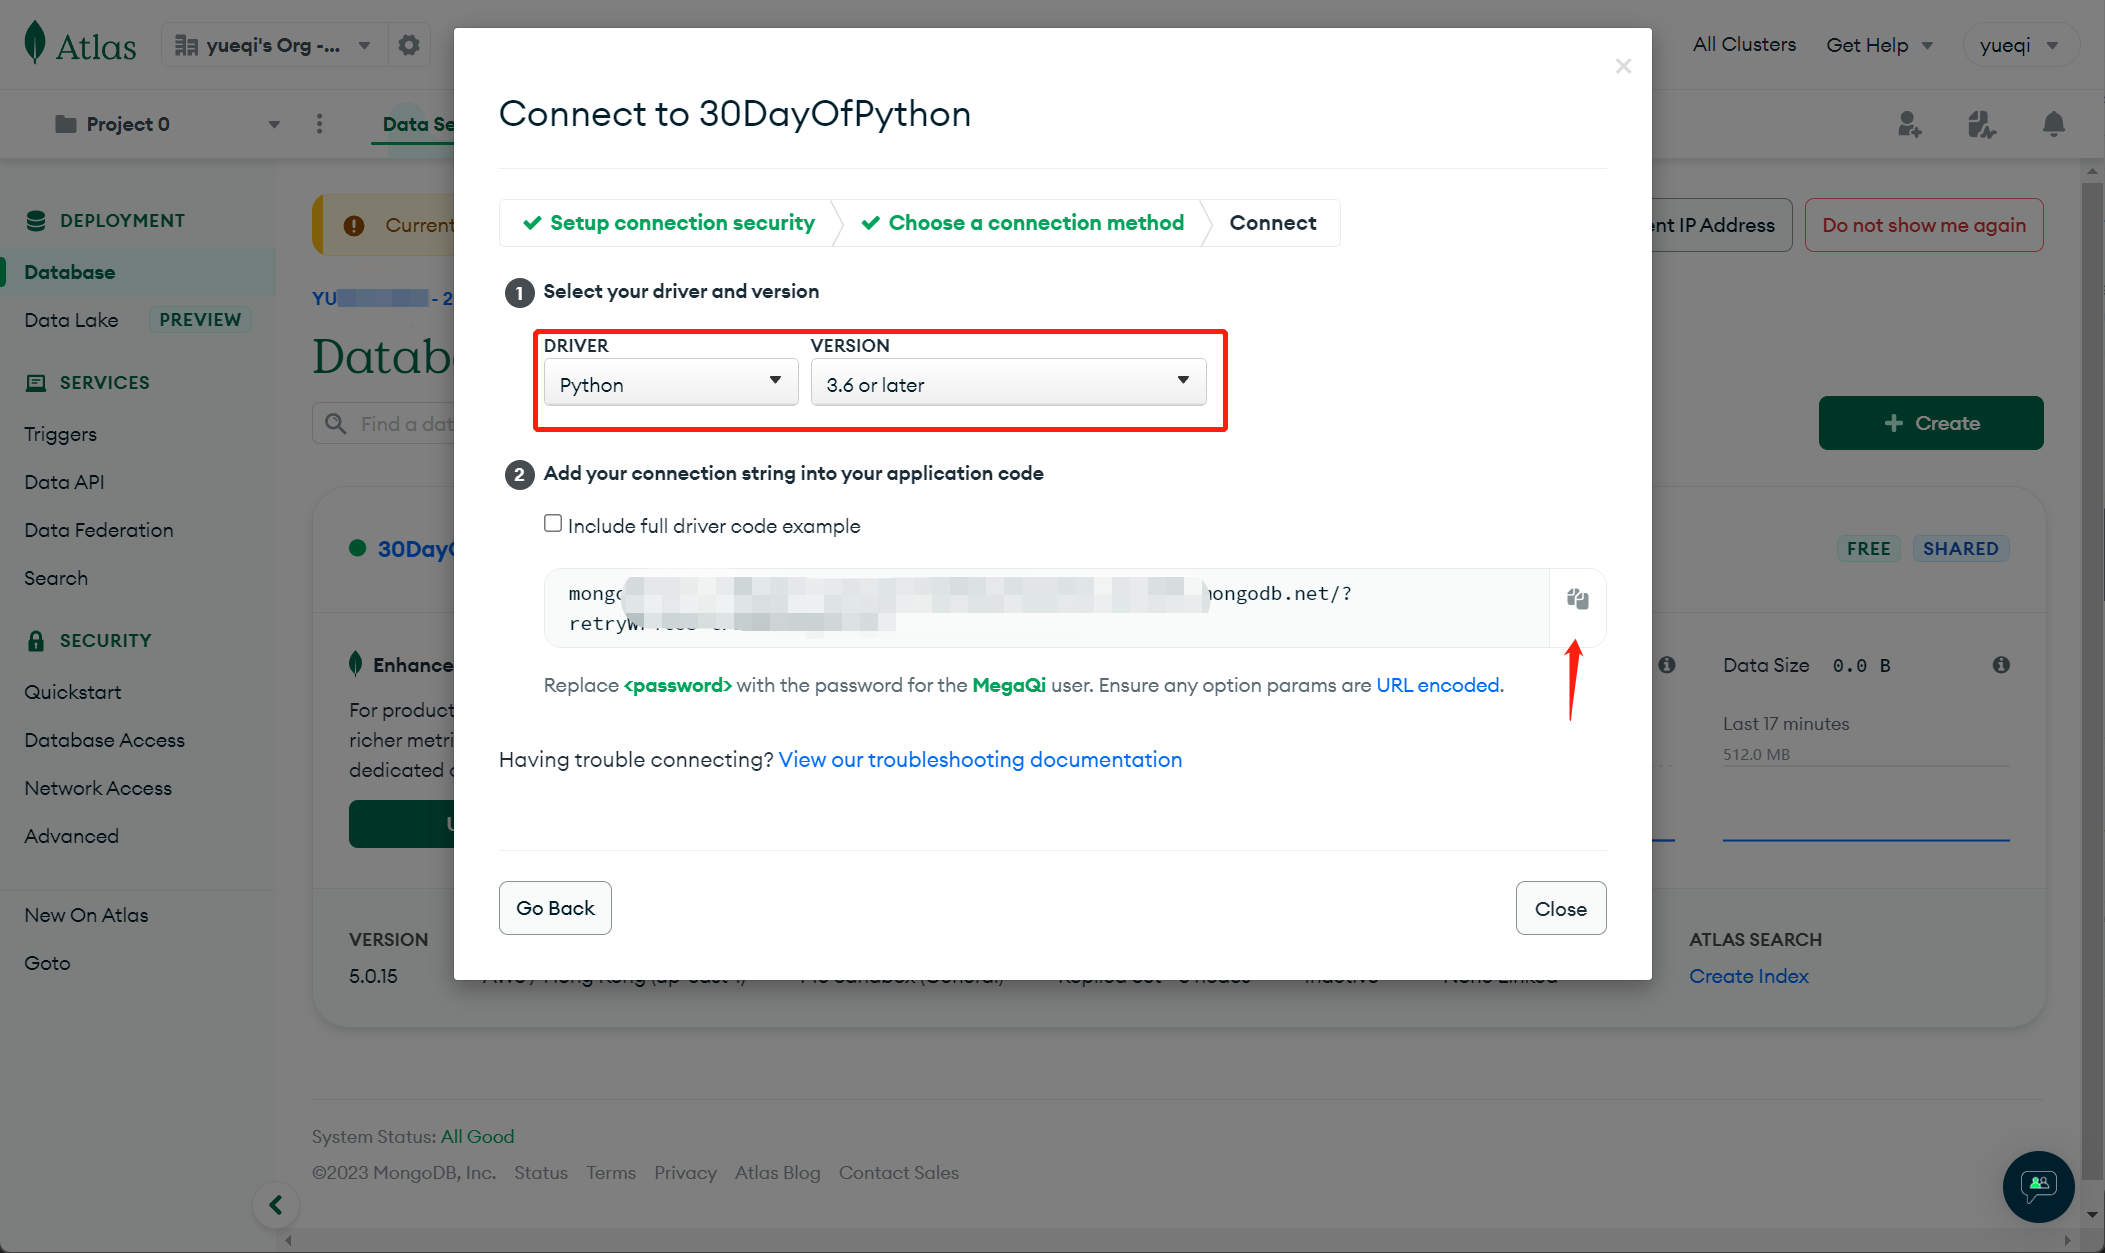 Atlas
yueqi's Org -...
All Clusters
Get Help
yueqi
Project 0
Data Se
DEPLOYMENT
Database
Data Lake
PREVIEW
SERVICES
Triggers
Data API
Data Federation
Search
SECURITY
Quickstart
Database Access
Network Access
Advanced
New On Atlas
Goto
Current
ent IP Address
Do not show me again
YU
- 2
Datab
Find a dat
+ Create
30Day
FREE
SHARED
Enhance
For product
richer metri
dedicated
Data Size 0.0 B
Last 17 minutes
512.0 MB
VERSION
5.0.15
ATLAS SEARCH
Create Index
Connect to 30DayOfPython
Setup connection security
Choose a connection method
Connect
1 Select your driver and version
DRIVER
VERSION
Python
3.6 or later
2 Add your connection string into your application code
Include full driver code example
mongo
mongodb.net/?
retryW
Replace <password> with the password for the MegaQi user. Ensure any option params are URL encoded.
Having trouble connecting? View our troubleshooting documentation
Go Back
Close
System Status: All Good
©2023 MongoDB, Inc. Status Terms Privacy Atlas Blog Contact Sales